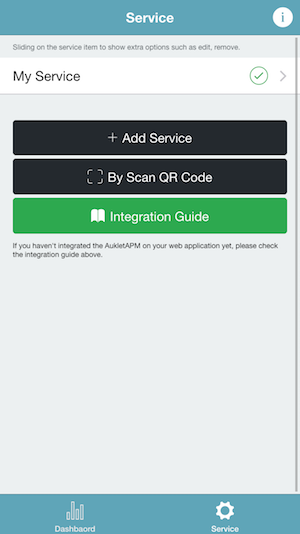 Service
i
Sliding on the service item to show extra options such as edit, remove.
My Service
+ Add Service
By Scan QR Code
Integration Guide
If you haven't integrated the AukletAPM on your web application yet, please check
the integration guide above.
Dashbaord
Service